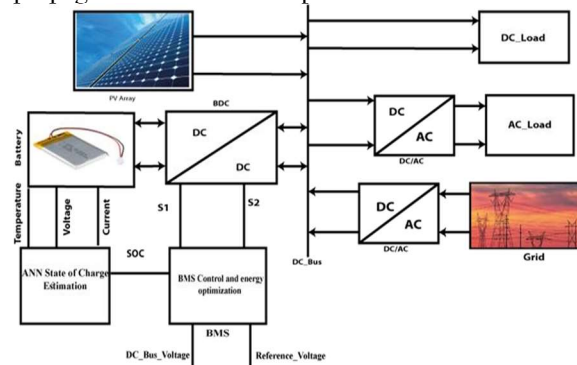 DC_Load
PV Array
BDC
Battery
DC
DC
DC
AC
AC_Load
DC/AC
S1
S2
Temperature
Voltage
Current
DC
AC
DC/AC
Grid
DC_Bus
SOC
ANN State of Charge
Estimation
BMS Control and energy
optimization
BMS
DC_Bus_Voltage
Reference_Voltage